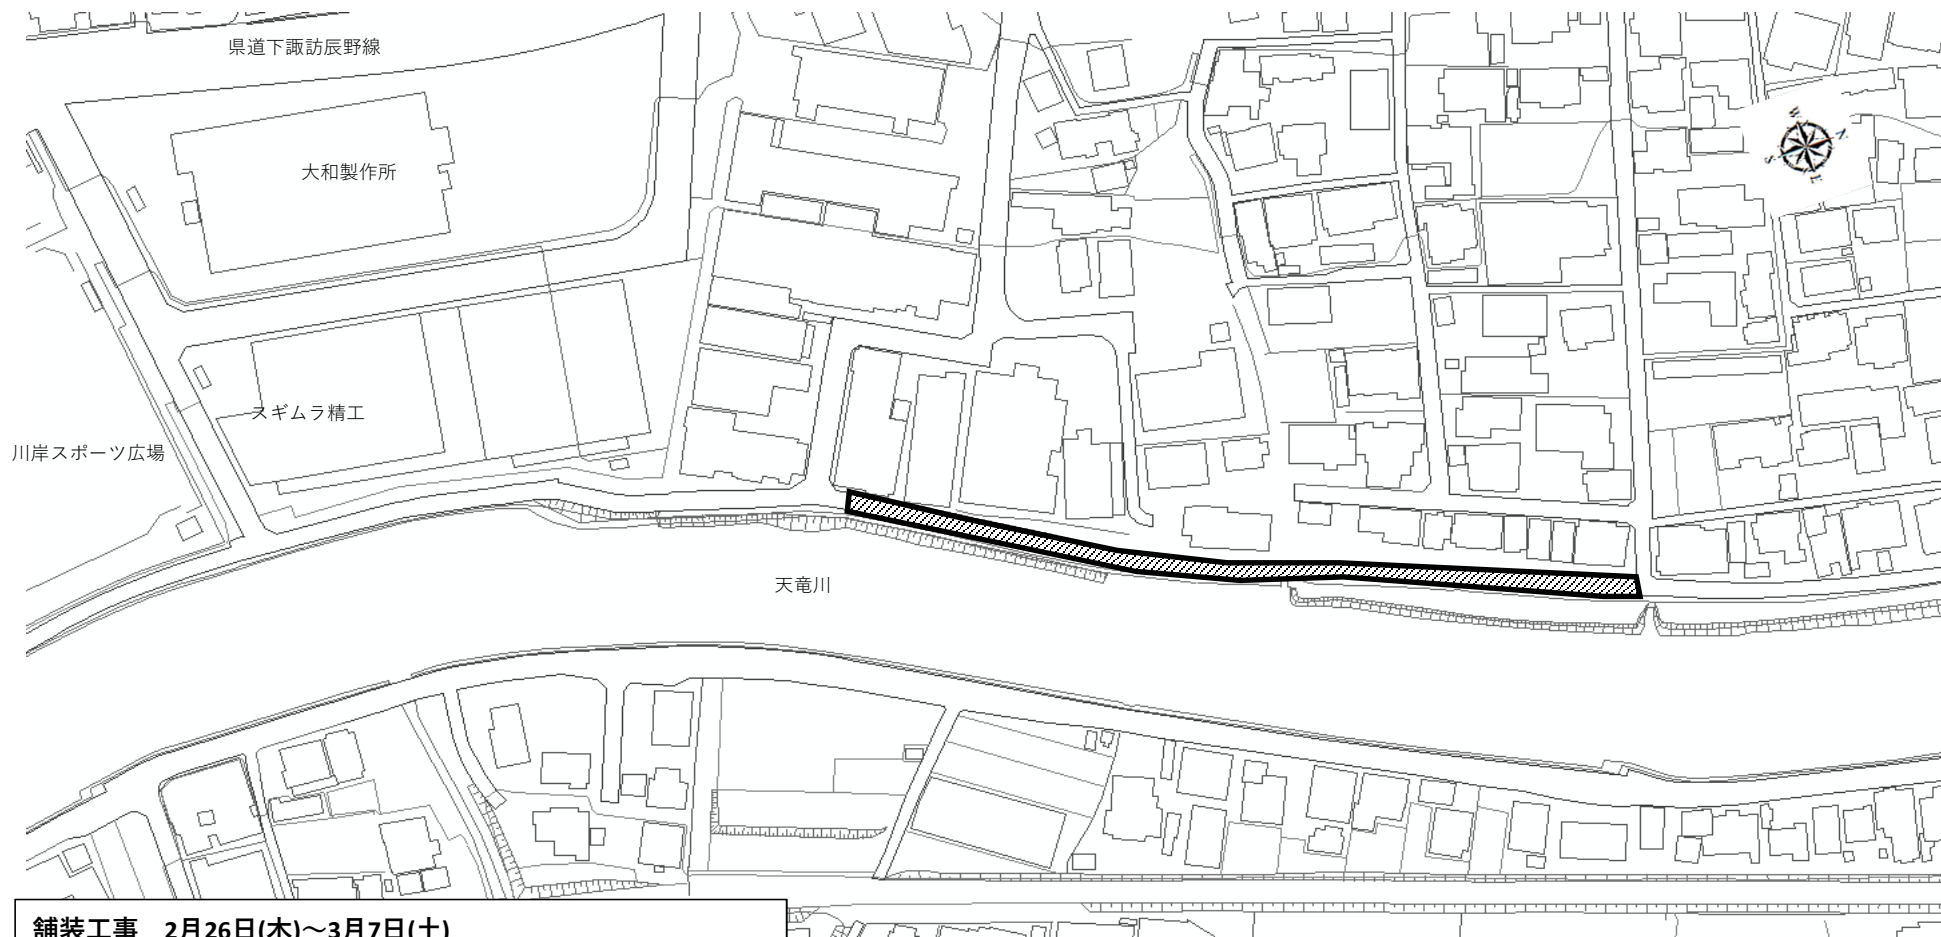 県道下諏訪辰野線
大和製作所
W
N
S
E
スギムラ精工
川岸スポーツ広場
天竜川
舗装工事　2月26日(木)～3月7日(土)